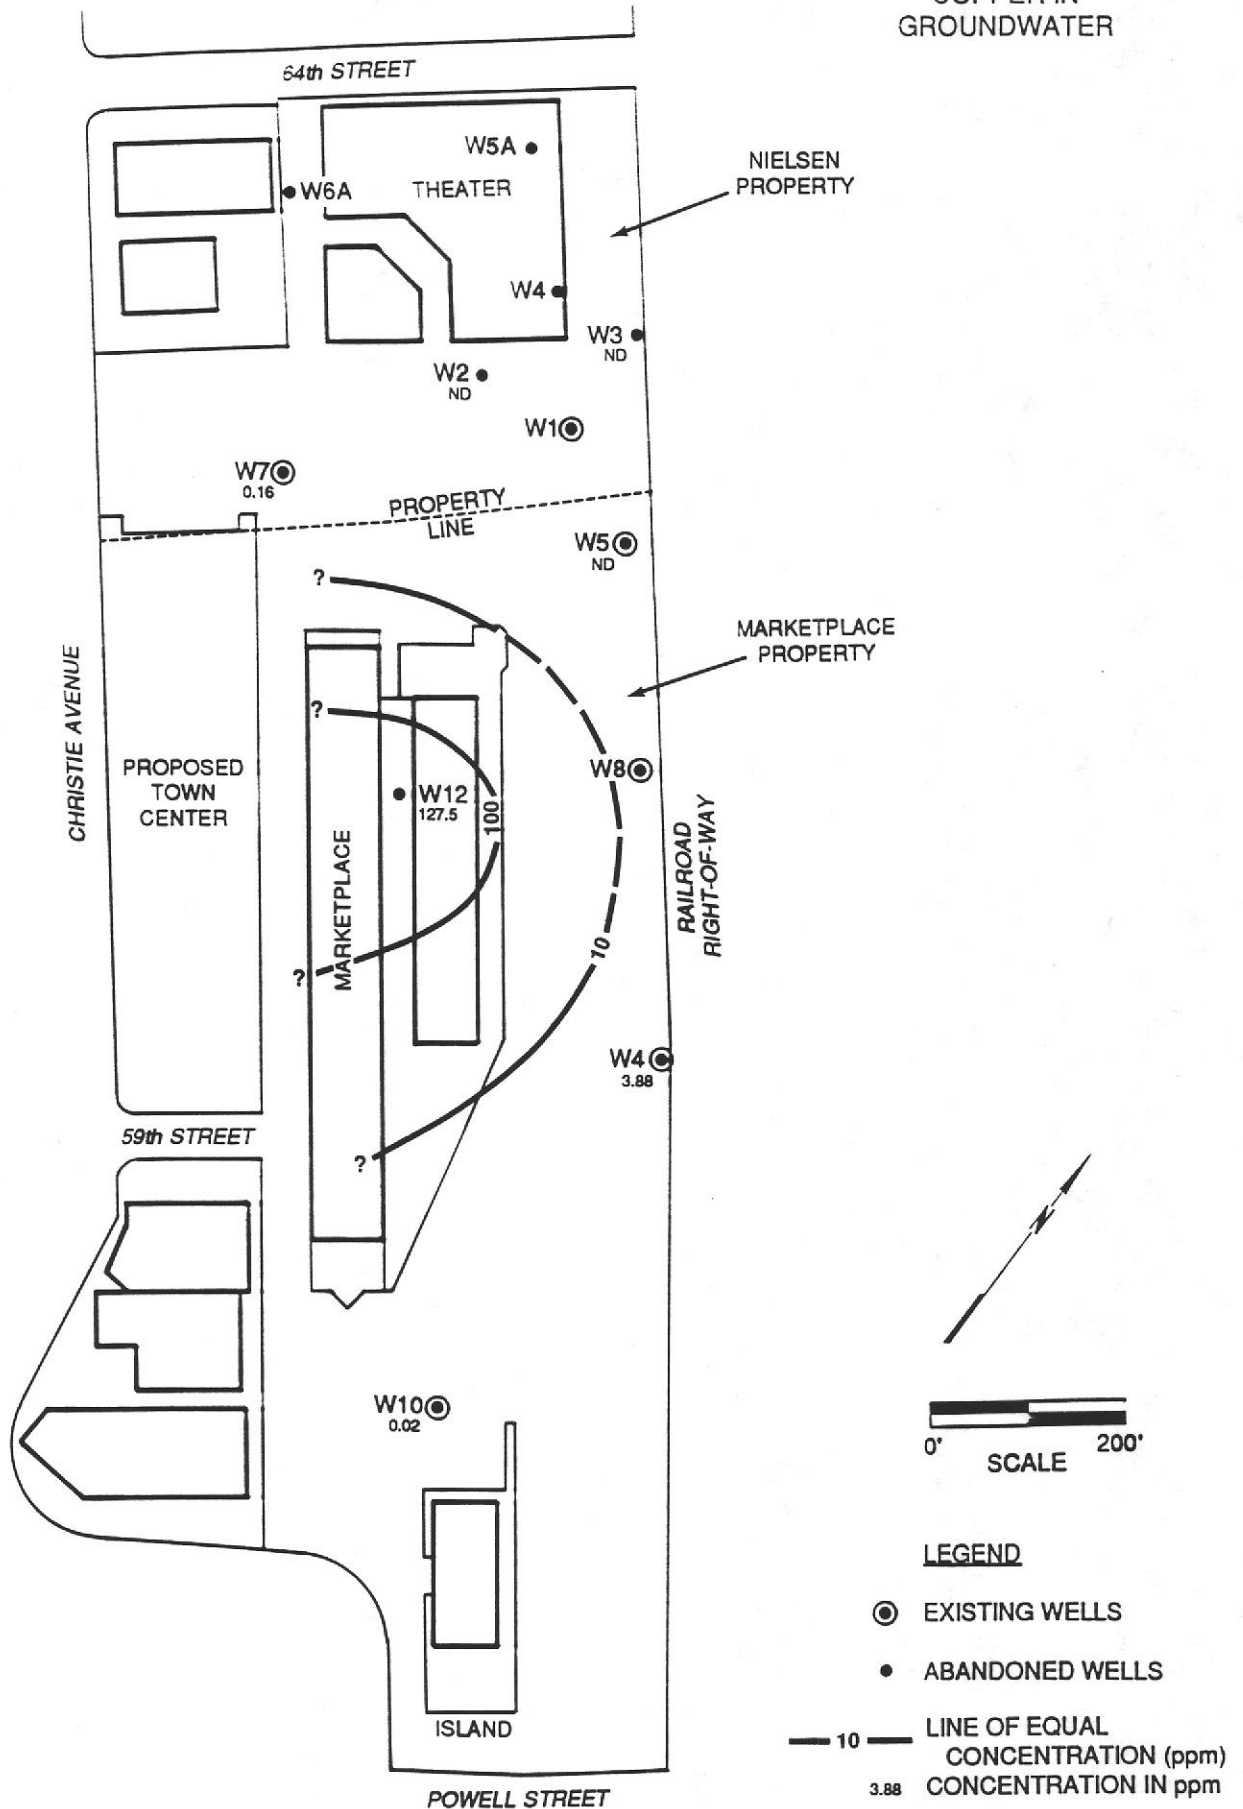 COPPER IN
GROUNDWATER
64th STREET
W5A
THEATER
W6A
NIELSEN
PROPERTY
W4
W3
ND
W2
ND
W1
W7
0.16
PROPERTY
LINE
W5
ND
?
MARKETPLACE
PROPERTY
CHRISTIE AVENUE
?
PROPOSED
TOWN
CENTER
W8
W12
127.5
100
MARKETPLACE
RAILROAD
RIGHT-OF-WAY
10
?
W4
3.88
59th STREET
?
N
W10
0.02
0'
200'
SCALE
LEGEND
EXISTING WELLS
ABANDONED WELLS
10
LINE OF EQUAL
CONCENTRATION (ppm)
3.88
CONCENTRATION IN ppm
ISLAND
POWELL STREET